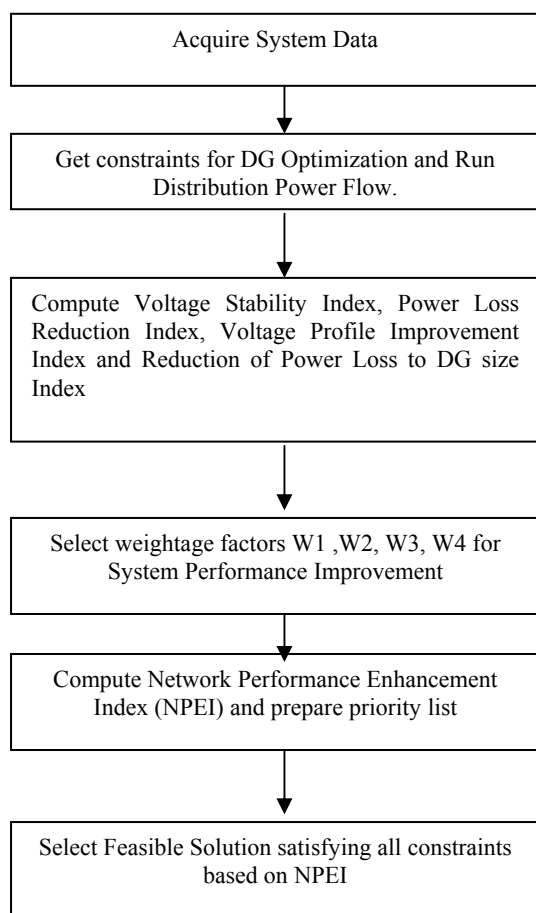 Acquire System Data
Get constraints for DG Optimization and Run
Distribution Power Flow.
Compute Voltage Stability Index, Power Loss
Reduction Index, Voltage Profile Improvement
Index and Reduction of Power Loss to DG size
Index
Select weightage factors W1 ,W2, W3, W4 for
System Performance Improvement
Compute Network Performance Enhancement
Index (NPEI) and prepare priority list
Select Feasible Solution satisfying all constraints
based on NPEI